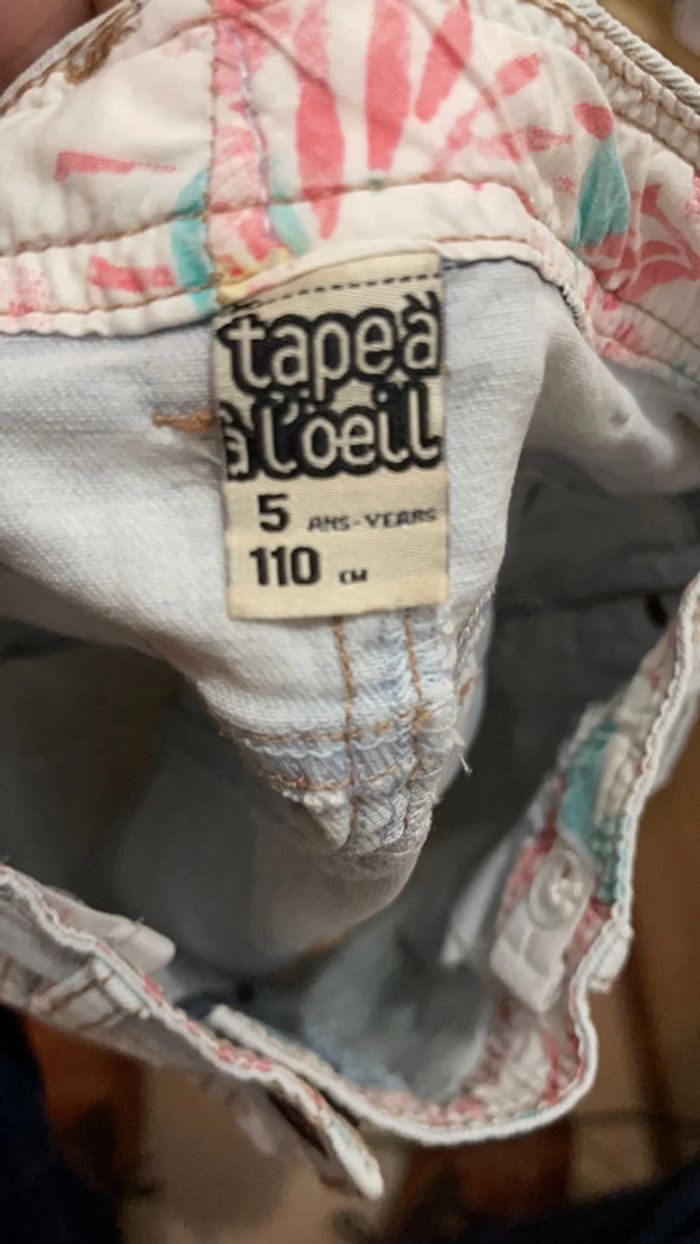 tape à
à l'oeil
5 ANS-YEARS
110 CM